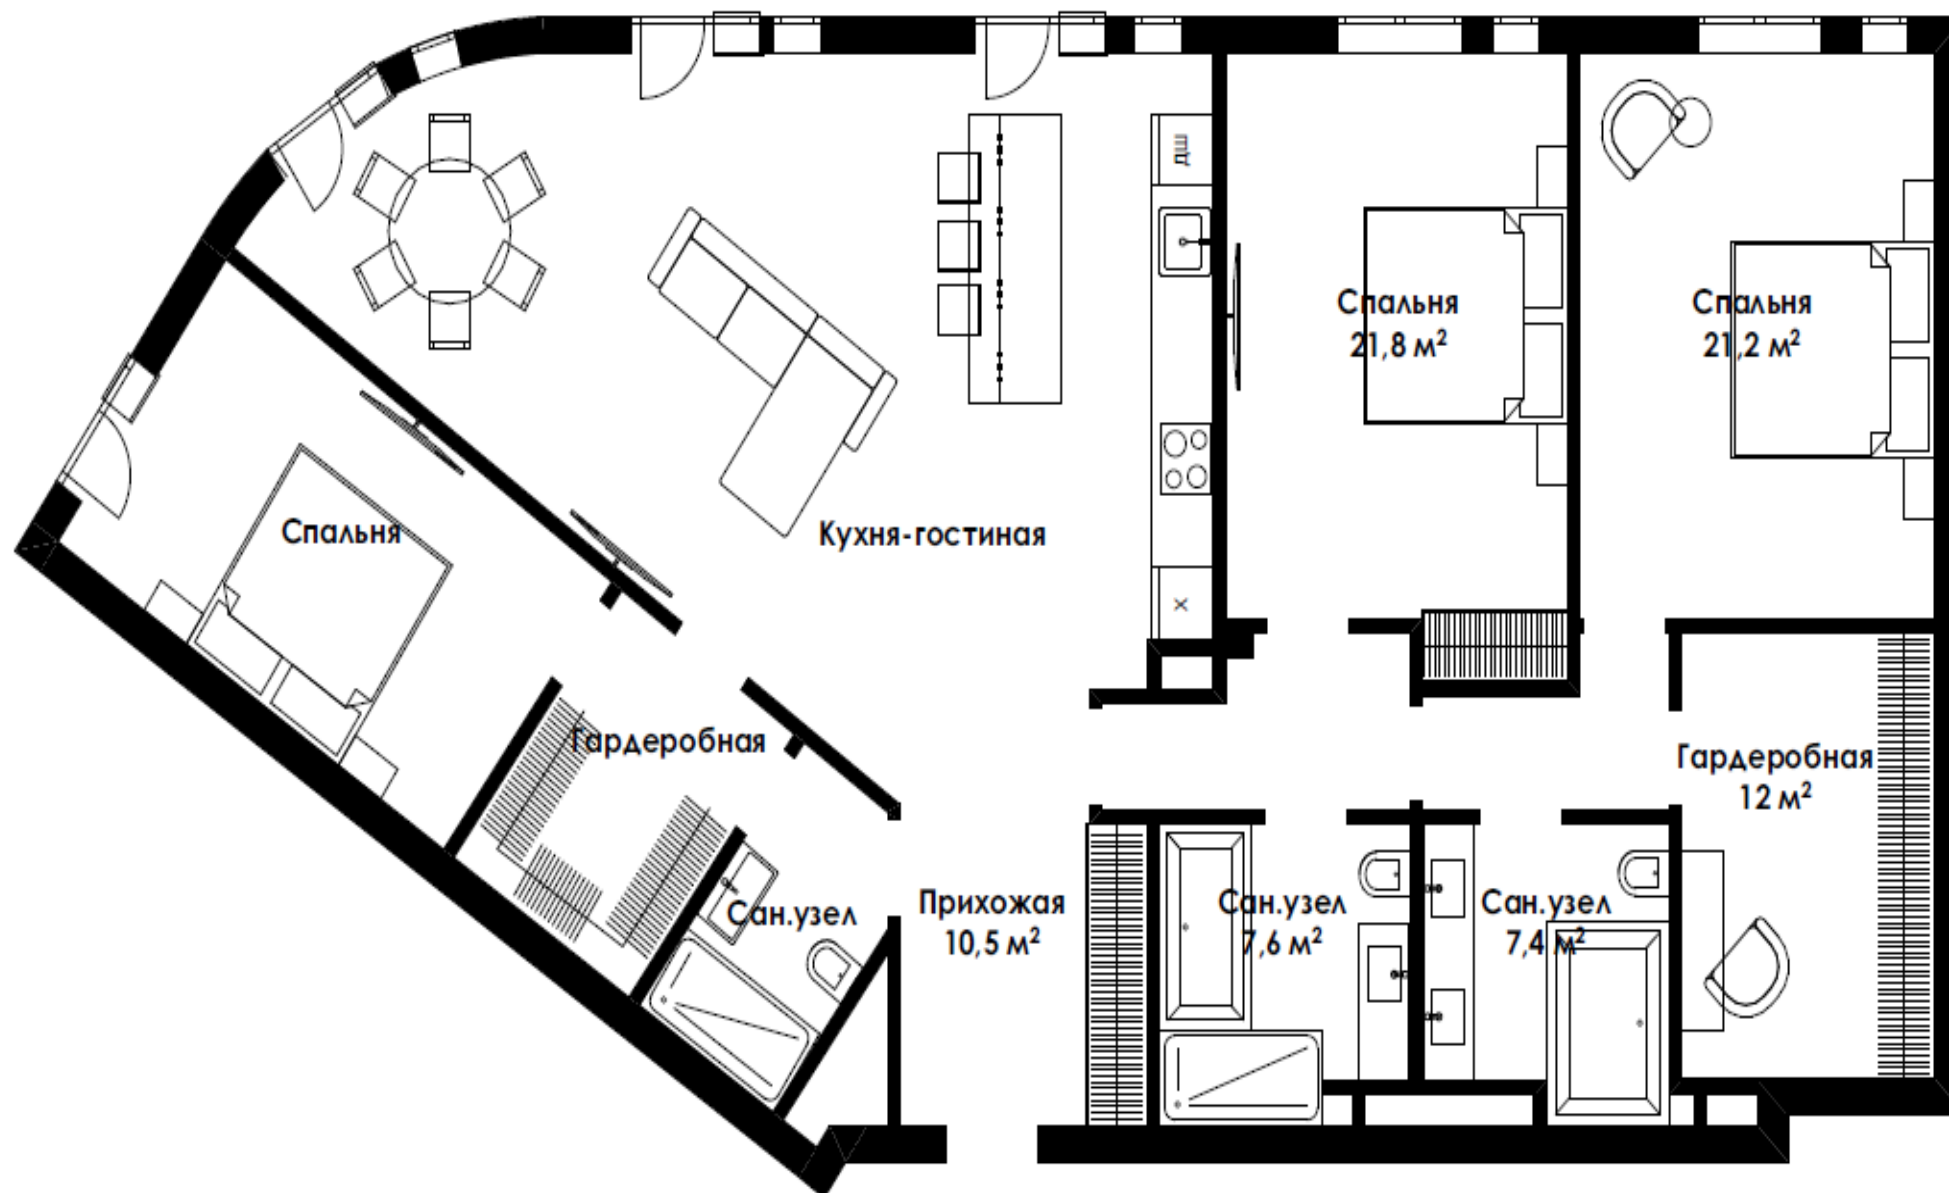 ДШ
Спальня
21,8 м²
Спальня
21,2 м²
Спальня
Кухня-гостиная
х
Гардеробная
Гардеробная
12 м²
Сан.узел
Прихожая
10,5 м²
Сан.узел
7,6 м²
Сан.узел
7,4 м²